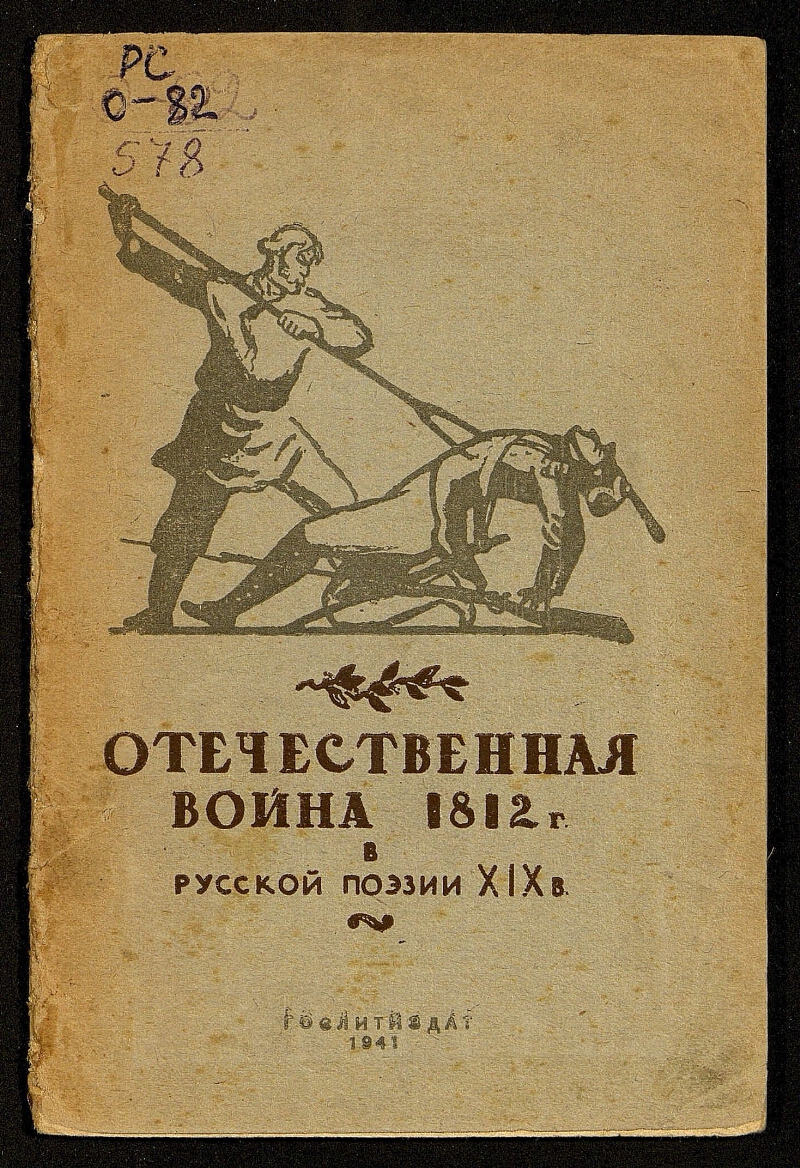 РС
О-82
578
ОТЕЧЕСТВЕННАЯ
ВОЙНА 1812 г.
В
РУССКОЙ ПОЭЗИИ XIX В.
ГОСЛИТИЗДАТ
1941